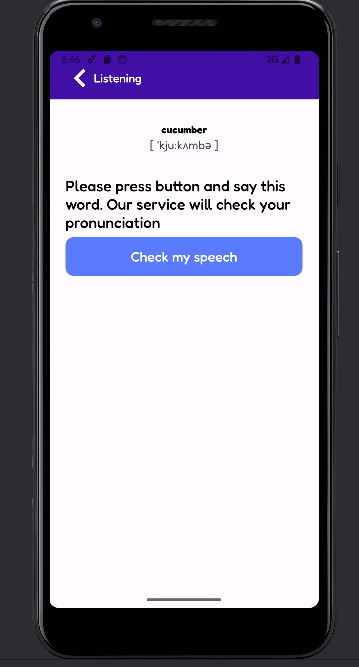 8:46
3G
Listening
cucumber
[ 'kju:kʌmbə ]
Please press button and say this
word. Our service will check your
pronunciation
Check my speech